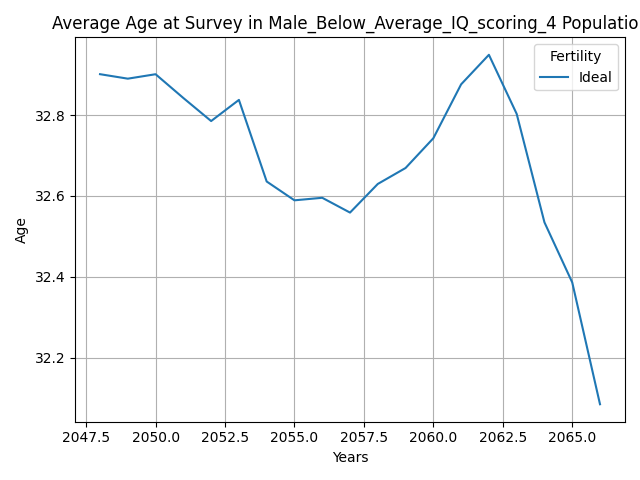 Average Age at Survey in Male_Below_Average_IQ_scoring_4 Populatio
Fertility
Ideal
32.8
32.6
32.4
32.2
Age
2047.5 2050.0 2052.5 2055.0 2057.5 2060.0 2062.5 2065.0
Years